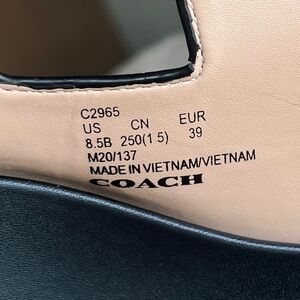 C2965
US CN EUR
8.5B 250(1 5) 39
M20/137
MADE IN VIETNAM/VIETNAM
COACH